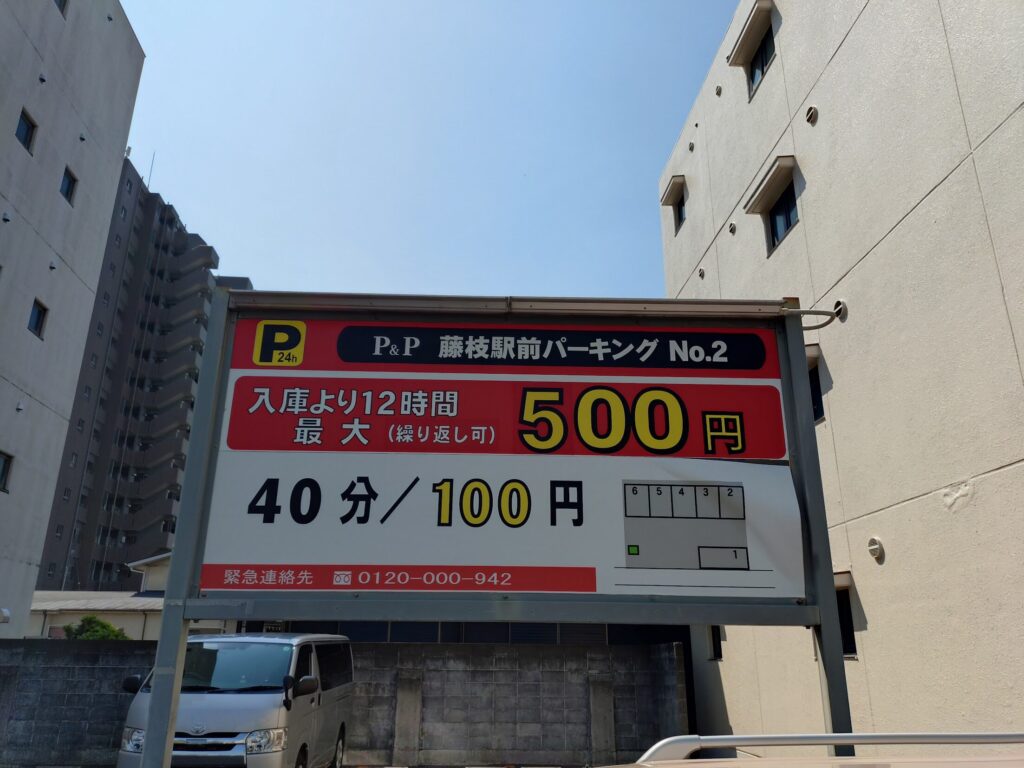 P 24h
P&P 藤枝駅前パーキング No.2
入庫より12時間
最大 (繰り返し可) 500円
40分/100円
6 5 4 3 2
1
緊急連絡先 0120-000-942